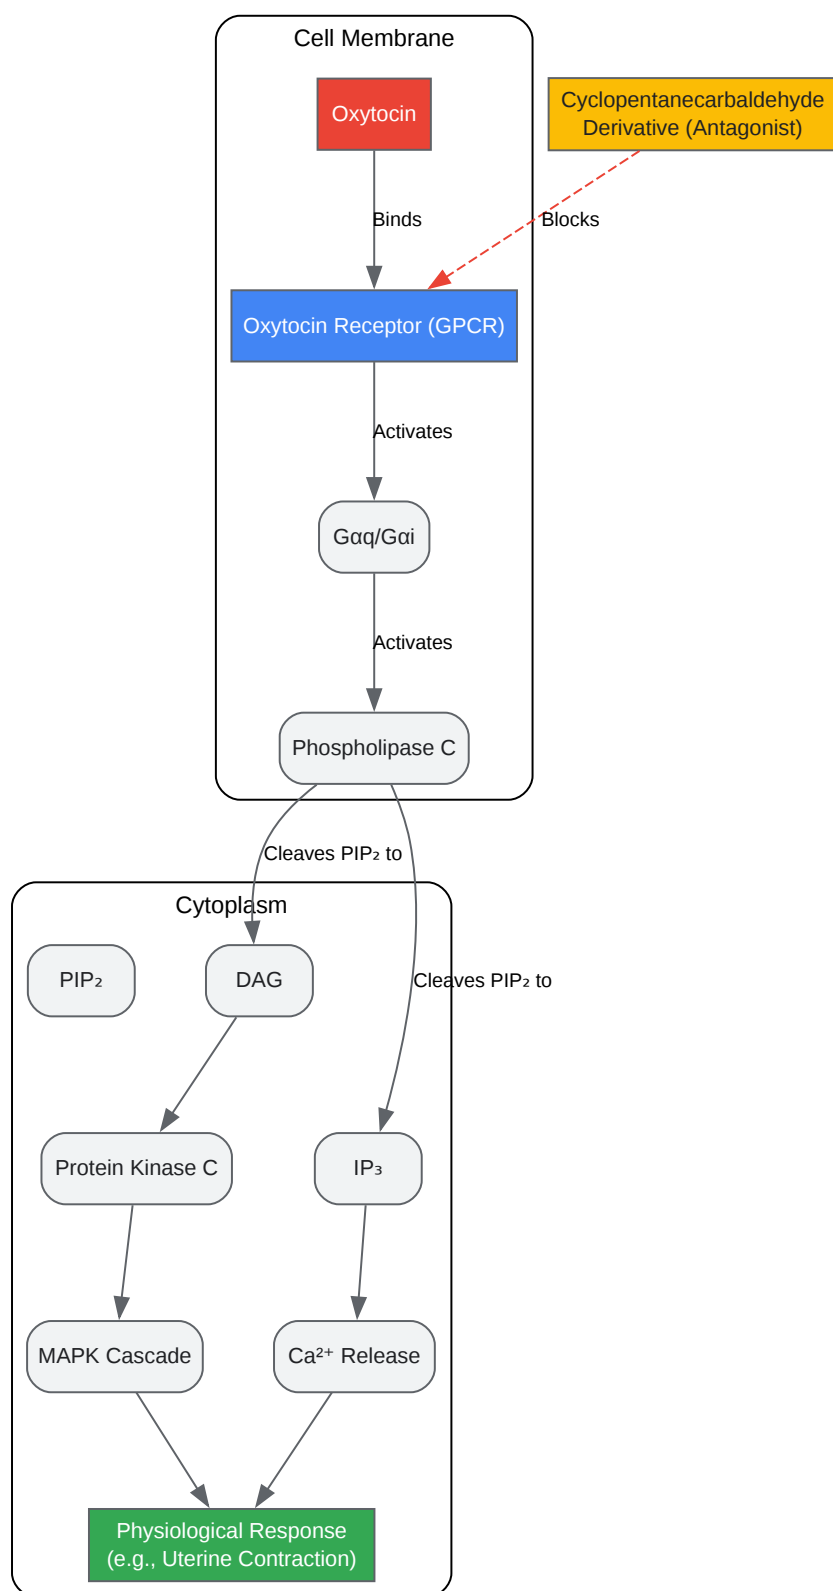 Cell Membrane
Oxytocin
Cyclopentanecarbaldehyde
Derivative (Antagonist)
Binds
Blocks
Oxytocin Receptor (GPCR)
Activates
Gαq/Gαi
Activates
Phospholipase C
Cleaves PIP₂ to
Cytoplasm
PIP₂
DAG
Cleaves PIP₂ to
Protein Kinase C
IP₃
MAPK Cascade
Ca²⁺ Release
Physiological Response
(e.g., Uterine Contraction)